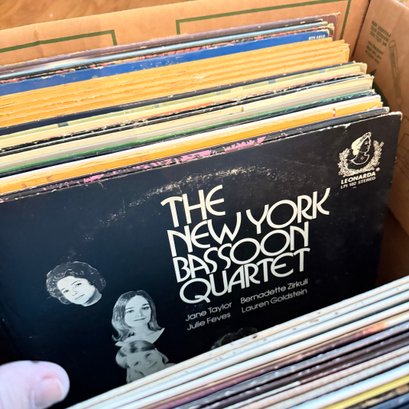 THE
NEW YORK
BASSOON
QUARTET
Jane Taylor Bernadette Zirkuli
Julie Feves Lauren Goldstein
LEONARDA
LPI 102 STEREO